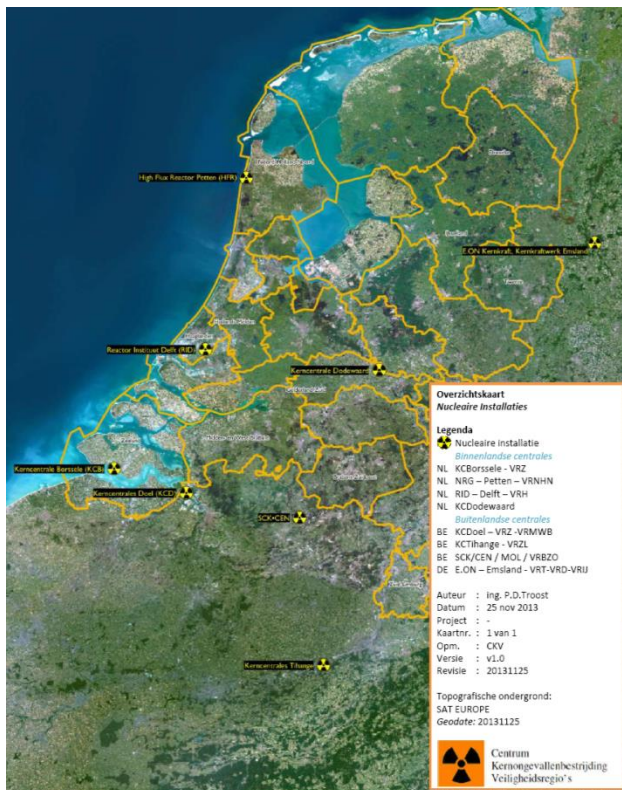 Drenthe
High Flux Reactor Petten (HFR)
E.ON Kernkraft, Kernkraftwerk Emsland
Twente
Reactor Instituut Delft (RID)
Kerncentrale Dodewaard
Kerncentrale Borssele (KCB)
Kerncentrales Doel (KCD)
SCK•CEN
Kerncentrales Tihange
Overzichtskaart
Nucleaire Installaties
Legenda
Nucleaire installatie
Binnenlandse centrales
NL KCBorssele - VRZ
NL NRG – Petten – VRNHN
NL RID – Delft – VRH
NL KCDodewaard
Buitenlandse centrales
BE KCDoel – VRZ -VRMWB
BE KCTihange - VRZL
BE SCK/CEN / MOL / VRBZO
DE E.ON – Emsland - VRT-VRD-VRIJ
Auteur : ing. P.D.Troost
Datum : 25 nov 2013
Project : -
Kaartnr. : 1 van 1
Opm. : CKV
Versie : v1.0
Revisie : 20131125
Topografische ondergrond:
SAT EUROPE
Geodate: 20131125
Centrum
Kernongevallenbestrijding
Veiligheidsregio's